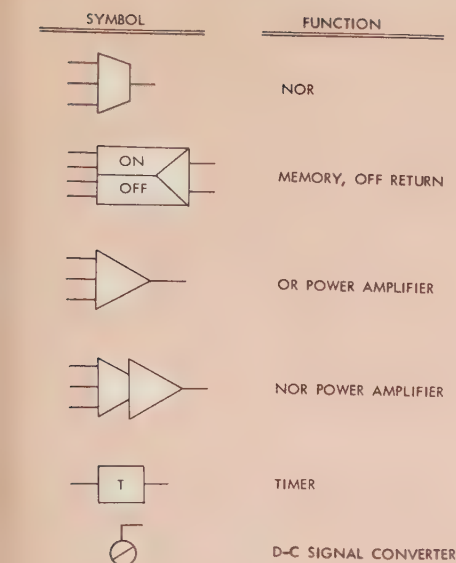 SYMBOL FUNCTION
NOR
ON
OFF
MEMORY, OFF RETURN
OR POWER AMPLIFIER
NOR POWER AMPLIFIER
T
TIMER
D-C SIGNAL CONVERTER